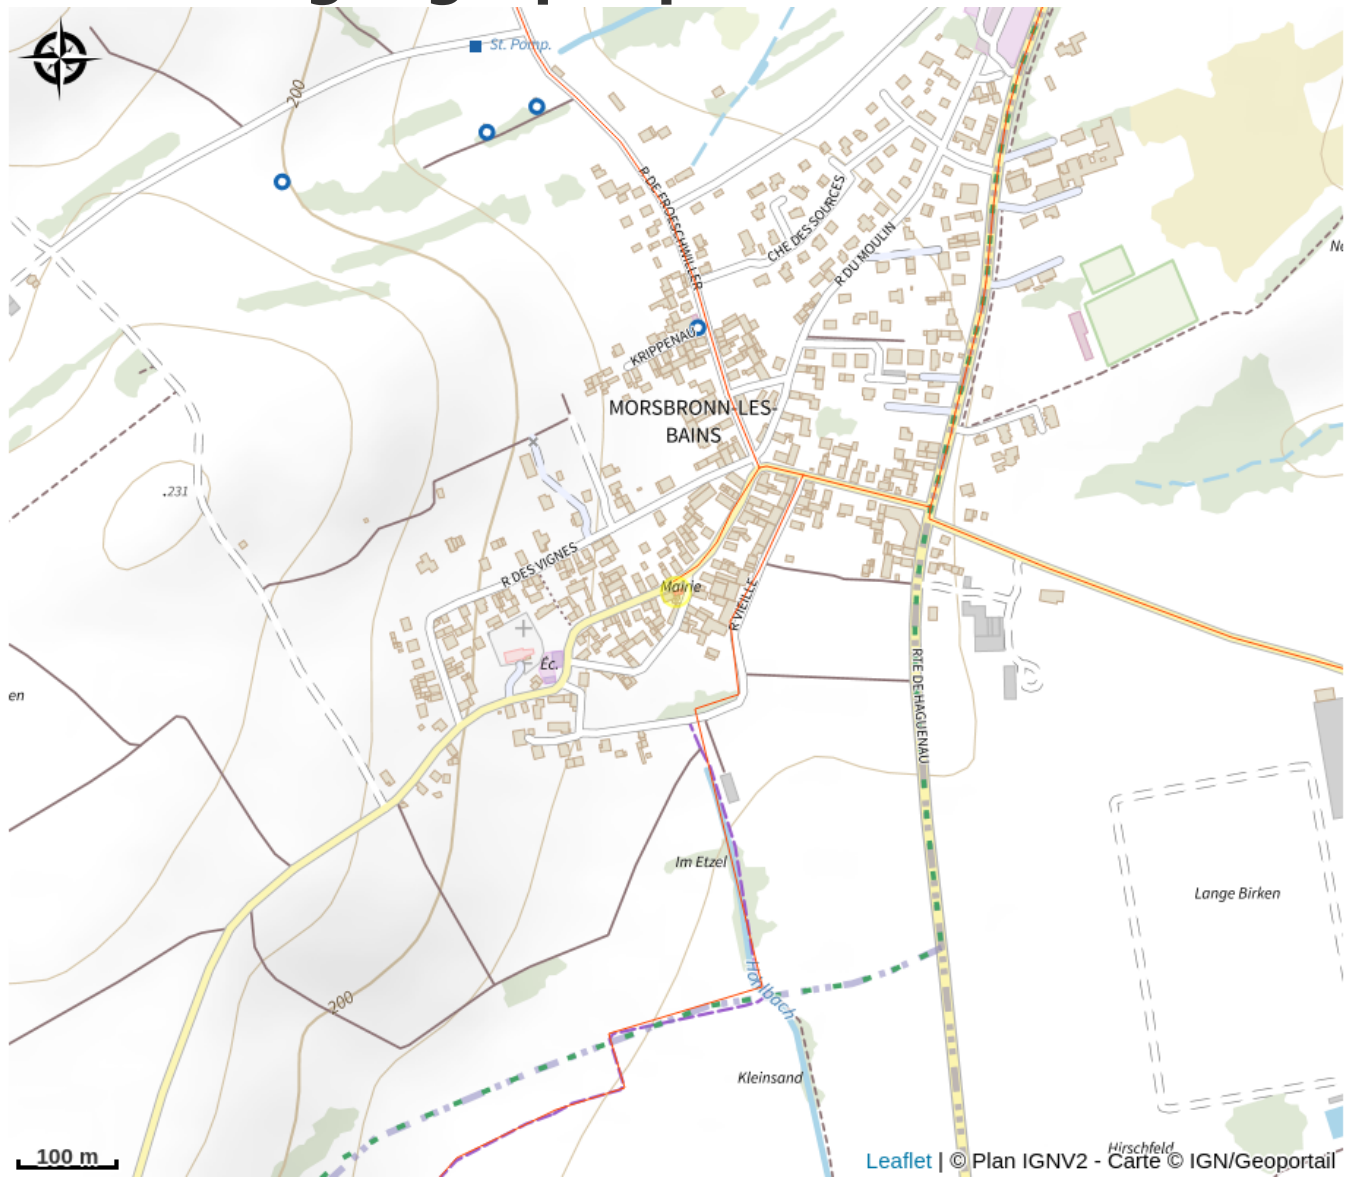 St. Pomp.
200
R DE FROESCHWILLER
CHE DES SOURCES
R DU MOULIN
KRIPPENAU
MORSBRONN-LES-
BAINS
.231
R DES VIGNES
Mairie
R VIEILLE
Éc.
en
RTE DE HAGUENAU
Im Etzel
Lange Birken
Horlbach
200
Kleinsand
Hirschfeld
100 m
Leaflet | © Plan IGNV2 - Carte © IGN/Geoportail